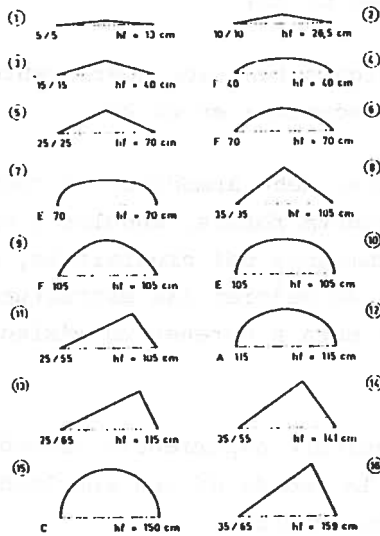 (1) (2)
5/5 hf = 13 cm 10/10 hf = 26,5 cm
(3) (4)
15/15 hf = 40 cm F 40 hf = 40 cm
(5) (6)
25/25 hf = 70 cm F 70 hf = 70 cm
(7) (8)
E 70 hf = 70 cm 35/35 hf = 105 cm
(9) (10)
F 105 hf = 105 cm E 105 hf = 105 cm
(11) (12)
25/55 hf = 105 cm A 115 hf = 115 cm
(13) (14)
25/65 hf = 115 cm 35/55 hf = 141 cm
(15) (16)
C hf = 150 cm 35/65 hf = 159 cm